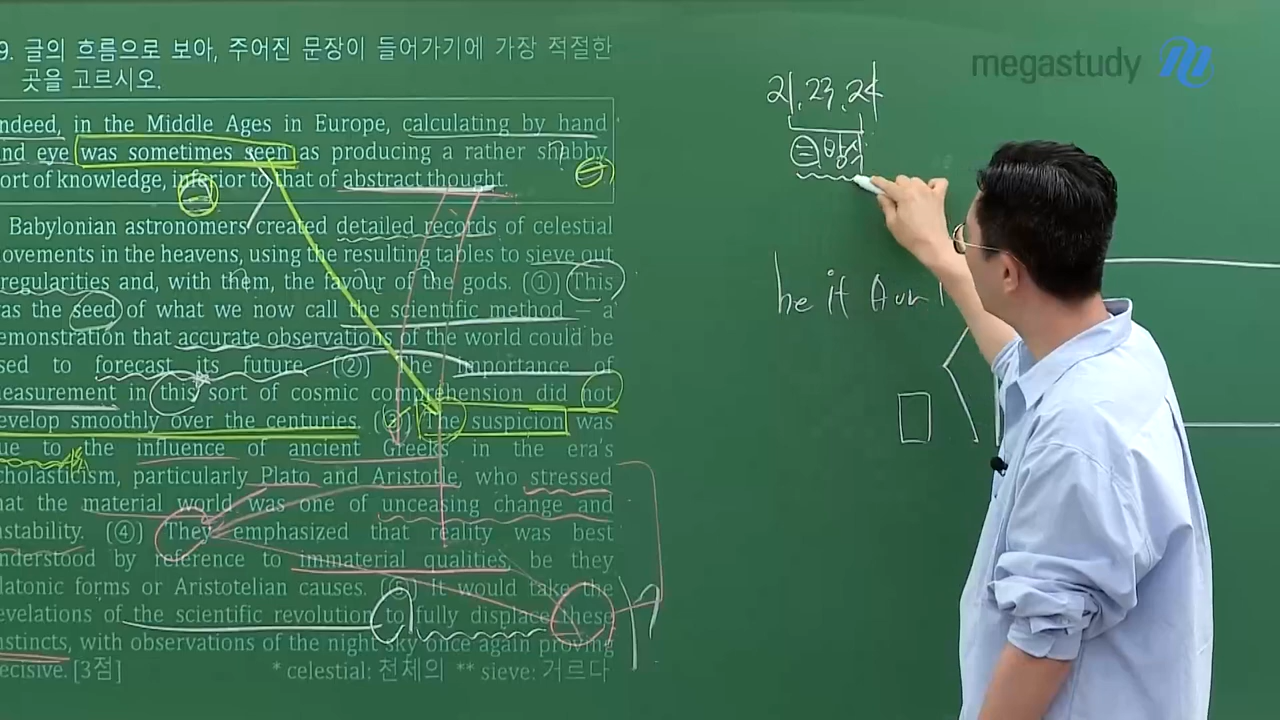 9. 글의 흐름으로 보아, 주어진 문장이 들어가기에 가장 적절한
곳을 고르시오.
ndeed, in the Middle Ages in Europe, calculating by hand
nd eye was sometimes seen as producing a rather shabby
ort of knowledge, inferior to that of abstract thought.
Babylonian astronomers created detailed records of celestial
ovements in the heavens, using the resulting tables to sieve out
regularities and, with them, the favour of the gods. (①) This
as the seed of what we now call the scientific method – a
emonstration that accurate observations of the world could be
sed to forecast its future. (②) The importance of
easurement in this sort of cosmic comprehension did not
evelop smoothly over the centuries. (③) The suspicion was
ue to the influence of ancient Greeks in the era's
cholasticism, particularly Plato and Aristotle, who stressed
hat the material world was one of unceasing change and
nstability. (④) They emphasized that reality was best
nderstood by reference to immaterial qualities, be they
latonic forms or Aristotelian causes. (⑤) It would take the
evelations of the scientific revolution to fully displace these
nstincts, with observations of the night sky once again proving
ecisive. [3점]
* celestial: 천체의 ** sieve: 거르다
21, 23, 24
be it A or
megastudy